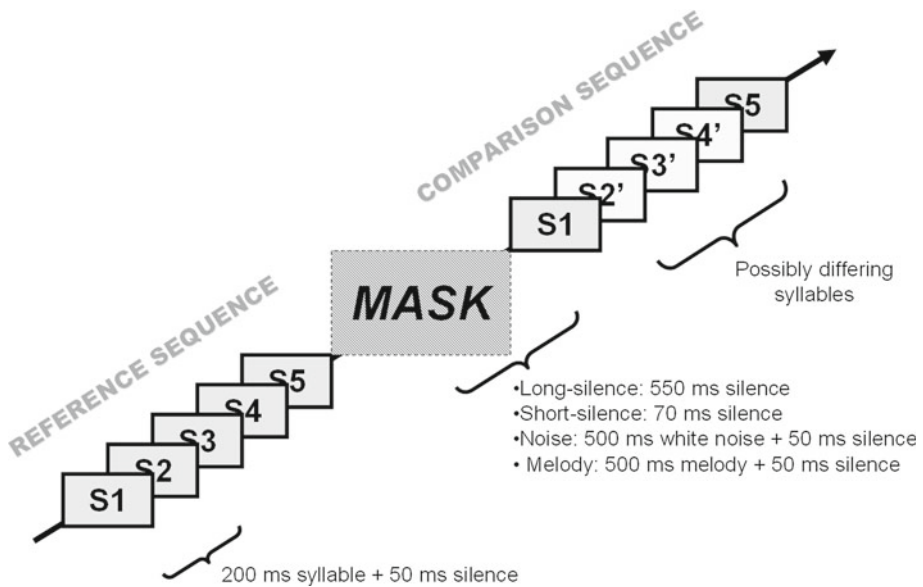 COMPARISON SEQUENCE
S5
S4'
S3'
S2'
S1
Possibly differing
syllables
MASK
REFERENCE SEQUENCE
S5
S4
S3
S2
S1
•Long-silence: 550 ms silence
•Short-silence: 70 ms silence
•Noise: 500 ms white noise + 50 ms silence
• Melody: 500 ms melody + 50 ms silence
200 ms syllable + 50 ms silence